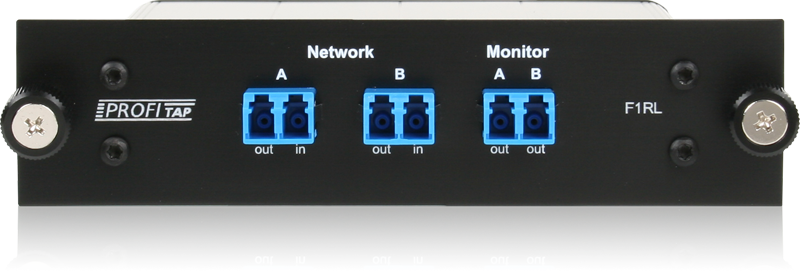 Network Monitor
A B A B
PROFITAP F1RL
out in out in out out